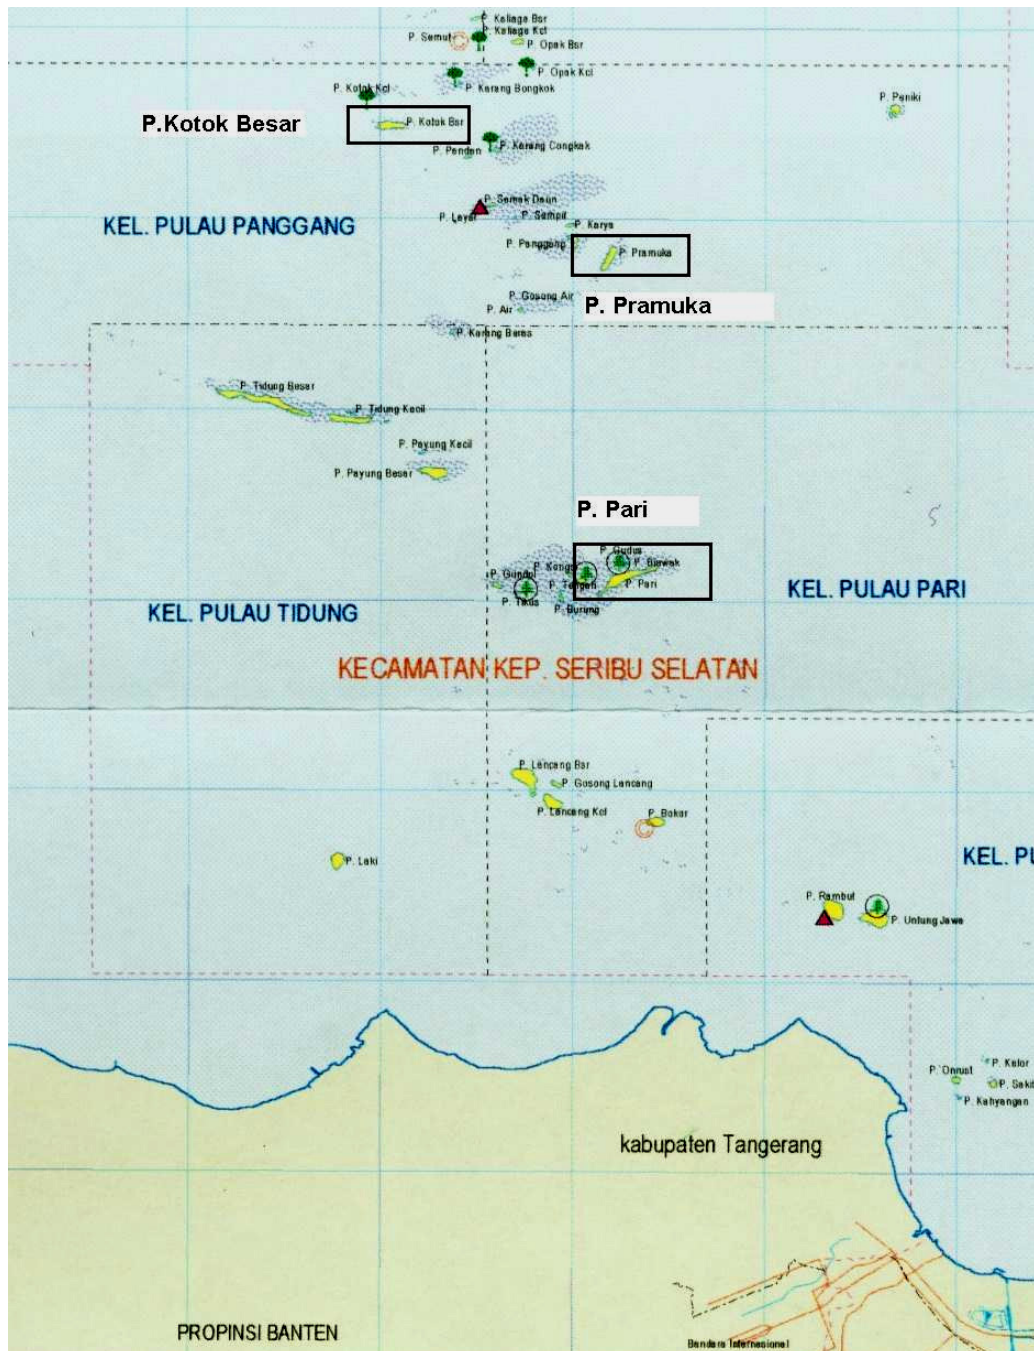 P. Kaliage Bsr
P. Kaliage Kcl
P. Semut
P. Opak Bsr
P. Opak Kcl
P. Kotok Kcl
P. Karang Bongkok
P. Peniki
P.Kotok Besar
P. Kotok Bsr
P. Karang Congkak
P. Pandan
P. Semak Daun
P. Layar
P. Sempit
P. Karya
KEL. PULAU PANGGANG
P. Panggang
P. Pramuka
P. Gosong Air
P. Air
P. Pramuka
P. Karang Beras
P. Tidung Besar
P. Tidung Kecil
P. Payung Kecil
P. Payung Besar
P. Pari
P. Gudus
P. Kongsi
P. Biawak
P. Gundul
P. Tengah
P. Pari
P. Tikus
P. Burung
KEL. PULAU PARI
KEL. PULAU TIDUNG
KECAMATAN KEP. SERIBU SELATAN
P. Lancang Bsr
P. Gosong Lancang
P. Lancang Kcl
P. Bokor
P. Laki
KEL. PU
P. Rambut
P. Untung Jawa
P. Kelor
P. Onrust
P. Sakit
P. Kahyangan
kabupaten Tangerang
PROPINSI BANTEN
Bandara Internasional